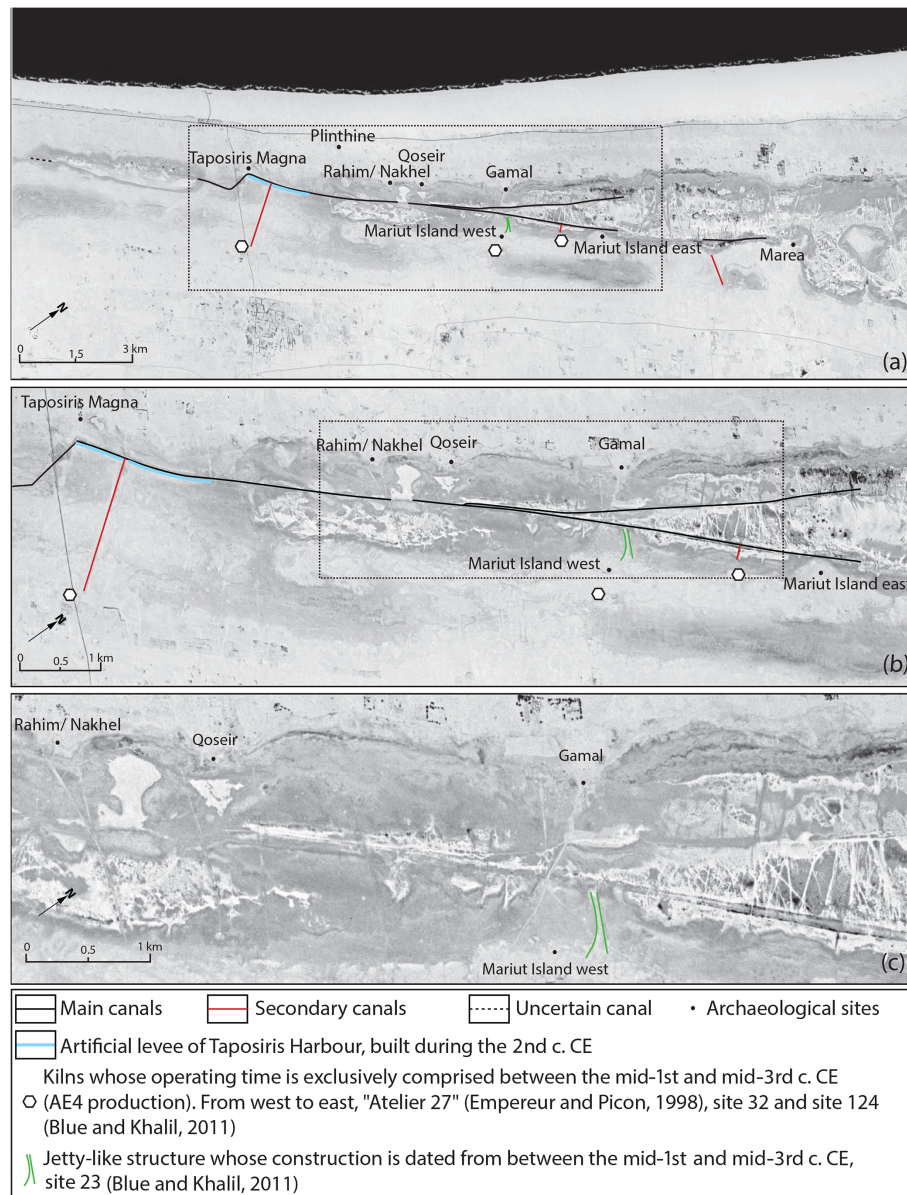 Plinthine
Taposiris Magna
Qoseir
Rahim/ Nakhel
Gamal
Mariut Island west
Mariut Island east
Marea
N
0 1,5 3 km
(a)
Taposiris Magna
Rahim/ Nakhel
Qoseir
Gamal
Mariut Island west
Mariut Island east
N
0 0.5 1 km
(b)
Rahim/ Nakhel
Qoseir
Gamal
N
0 0.5 1 km
Mariut Island west
(c)
Main canals
Secondary canals
Uncertain canal
Archaeological sites
Artificial levee of Taposiris Harbour, built during the 2nd c. CE
Kilns whose operating time is exclusively comprised between the mid-1st and mid-3rd c. CE
(AE4 production). From west to east, "Atelier 27" (Empereur and Picon, 1998), site 32 and site 124
(Blue and Khalil, 2011)
Jetty-like structure whose construction is dated from between the mid-1st and mid-3rd c. CE,
site 23 (Blue and Khalil, 2011)